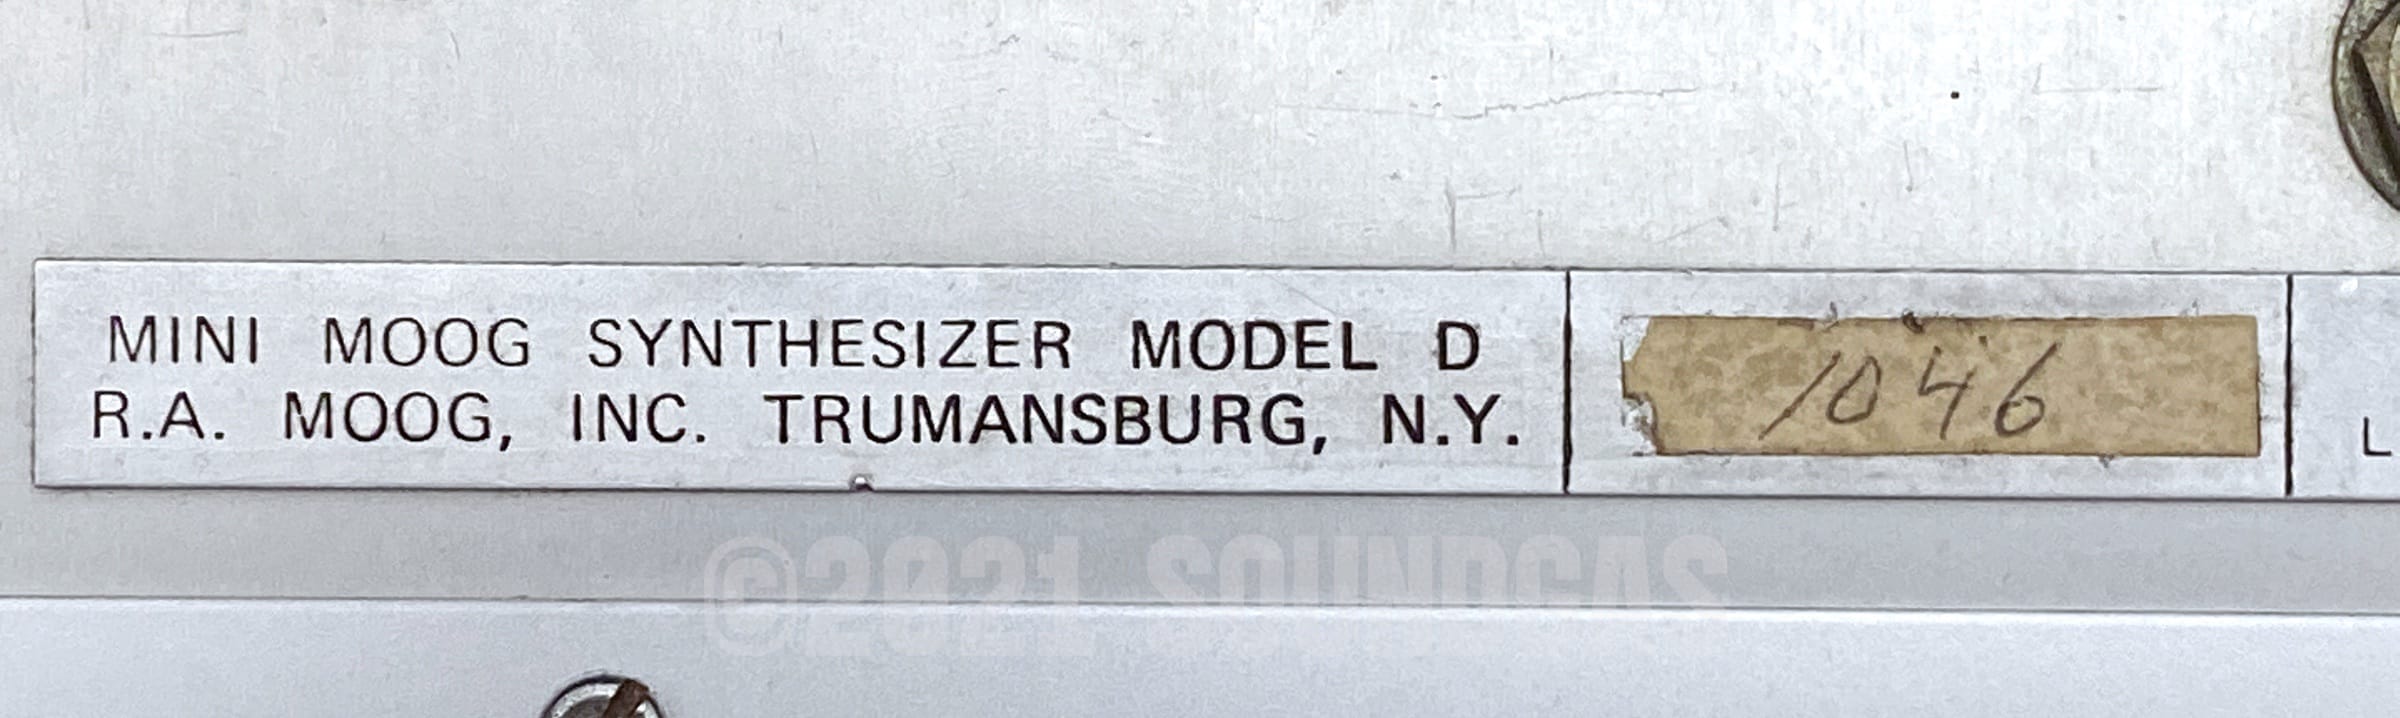 MINI MOOG SYNTHESIZER MODEL D
R.A. MOOG, INC. TRUMANSBURG, N.Y.
1046
L
©2021 SOUNDGAS